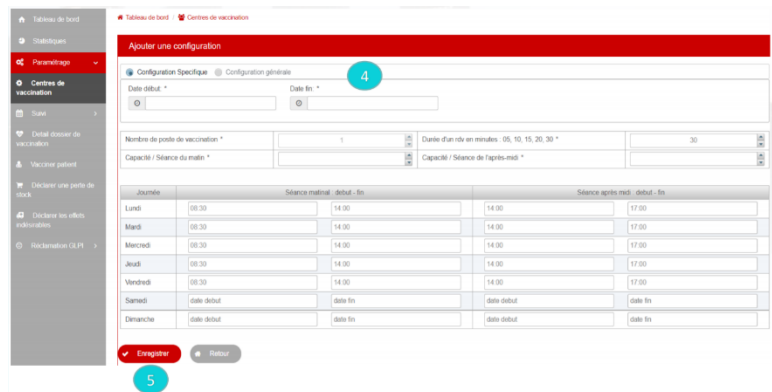 Tableau de bord
Statistiques
Paramétrage
Centres de
vaccination
Suivi
Detail dossier de
vaccination
Vacciner patient
Déclarer une perte de
stock
Déclarer les effets
indésirables
Réclamation GLPI
Tableau de bord / Centres de vaccination
Ajouter une configuration
Configuration Specifique Configuration générale
4
Date début: * Date fin: *
Nombre de poste de vaccination * 1 Durée d'un rdv en minutes : 05, 10, 15, 20, 30 * 30
Capacité / Séance du matin * Capacité / Séance de l'après-midi *
Journée Séance matinal : debut - fin Séance après midi : debut - fin
Lundi 08:30 14:00 14:00 17:00
Mardi 08:30 14:00 14:00 17:00
Mercredi 08:30 14:00 14:00 17:00
Jeudi 08:30 14:00 14:00 17:00
Vendredi 08:30 14:00 14:00 17:00
Samedi date debut date fin date debut date fin
Dimanche date debut date fin date debut date fin
Enregistrer Retour
5